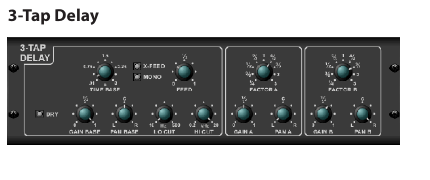 3-Tap Delay
3-TAP
DELAY
X-FEED
MONO
TIME BASE
FEED
FACTOR A
FACTOR B
DRY
GAIN BASE
PAN BASE
LO CUT
HI CUT
GAIN A
PAN A
GAIN B
PAN B